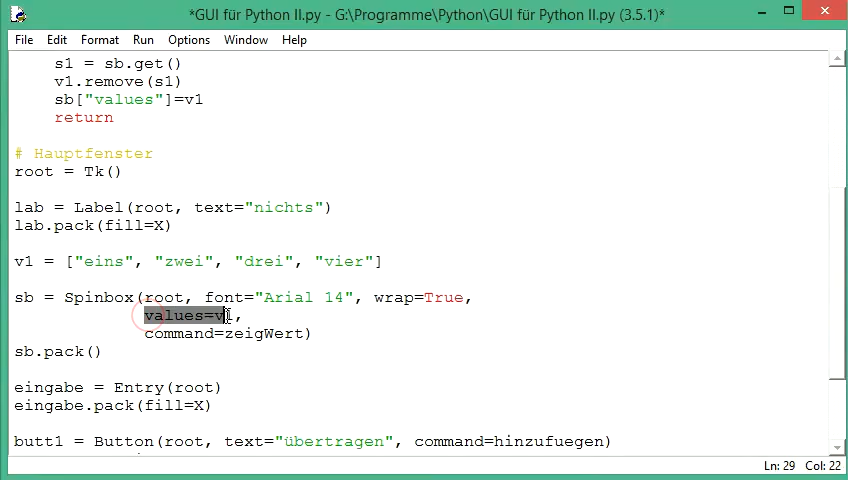 *GUI für Python II.py - G:\Programme\Python\GUI für Python II.py (3.5.1)*
File Edit Format Run Options Window Help
s1 = sb.get()
v1.remove(s1)
sb["values"]=v1
return
# Hauptfenster
root = Tk()
lab = Label(root, text="nichts")
lab.pack(fill=X)
v1 = ["eins", "zwei", "drei", "vier"]
sb = Spinbox(root, font="Arial 14", wrap=True,
values=v1,
command=zeigWert)
sb.pack()
eingabe = Entry(root)
eingabe.pack(fill=X)
butt1 = Button(root, text="übertragen", command=hinzufuegen)
Ln: 29 Col: 22